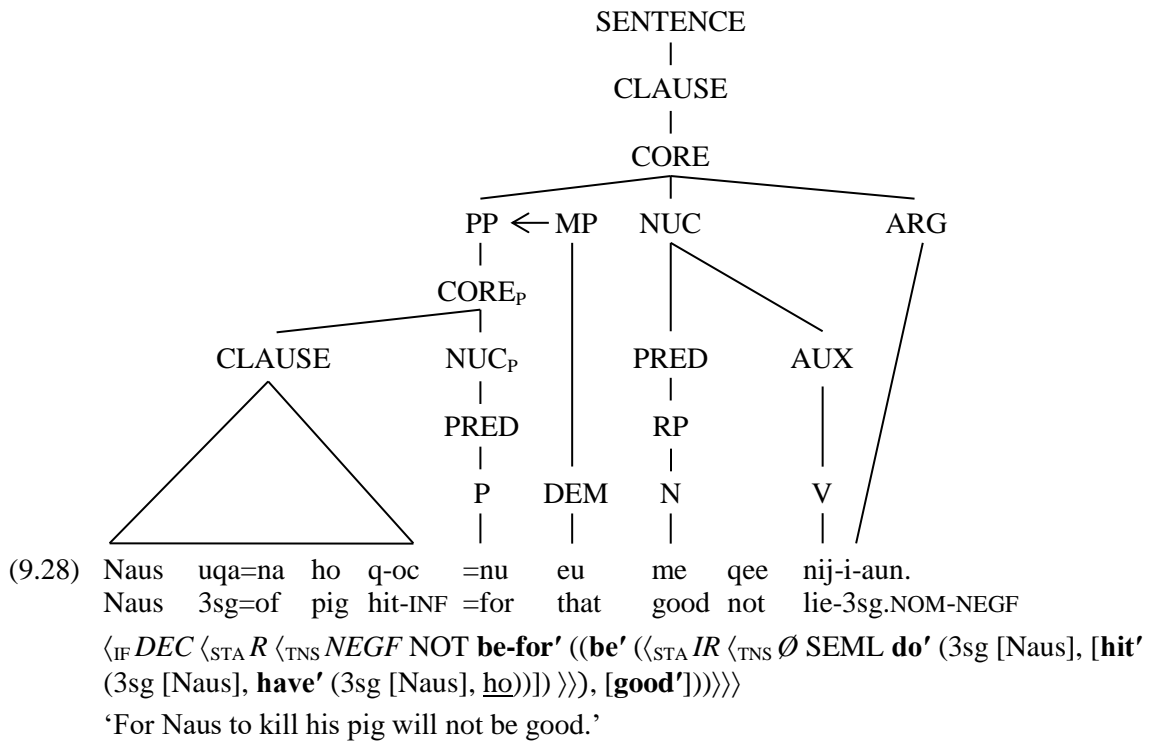 SENTENCE
CLAUSE
CORE
PP MP NUC ARG
COREP
CLAUSE NUCP PRED AUX
PRED RP
P DEM N V
(9.28) Naus uqa=na ho q-oc =nu eu me qee nij-i-aun.
Naus 3sg=of pig hit-INF =for that good not lie-3sg.NOM-NEGF
⟨IF DEC ⟨STA R ⟨TNS NEGF NOT be-for′ ((be′ (⟨STA IR ⟨TNS Ø SEML do′ (3sg [Naus], [hit′
(3sg [Naus], have′ (3sg [Naus], ho))]) ⟩⟩), [good′]))⟩⟩⟩
‘For Naus to kill his pig will not be good.’